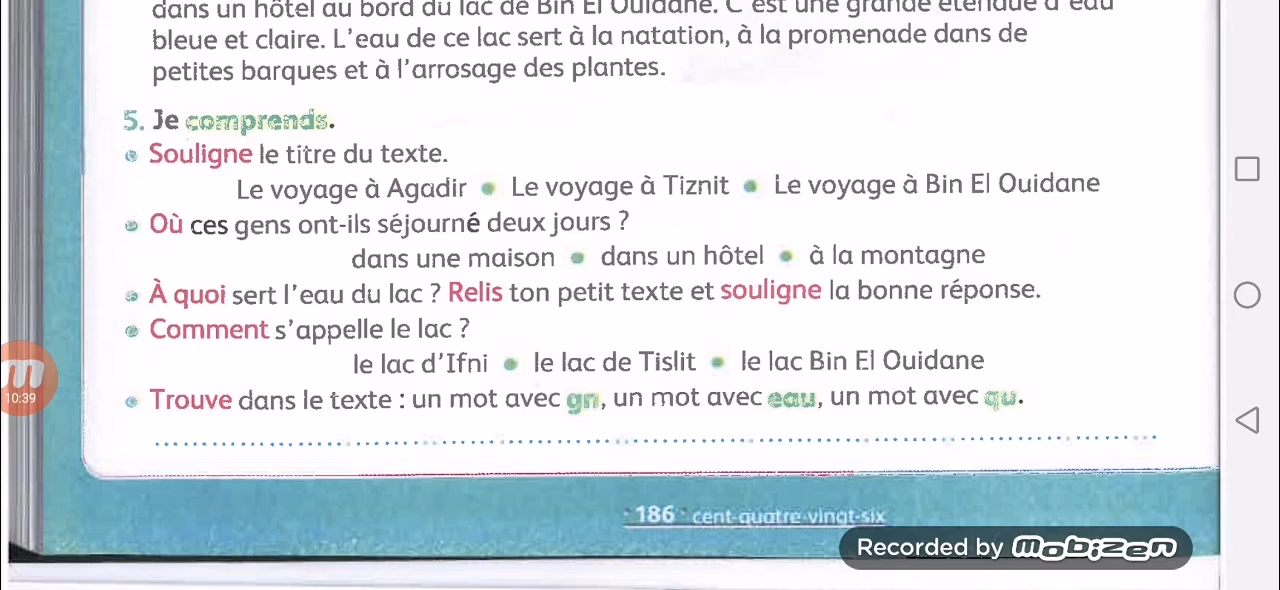 dans un hôtel au bord du lac de Bin El Ouidane. C'est une grande étendue d'eau
bleue et claire. L'eau de ce lac sert à la natation, à la promenade dans de
petites barques et à l'arrosage des plantes.
5. Je comprends.
Souligne le titre du texte.
Le voyage à Agadir • Le voyage à Tiznit • Le voyage à Bin El Ouidane
Où ces gens ont-ils séjourné deux jours ?
dans une maison • dans un hôtel • à la montagne
À quoi sert l'eau du lac ? Relis ton petit texte et souligne la bonne réponse.
Comment s'appelle le lac ?
le lac d'Ifni • le lac de Tislit • le lac Bin El Ouidane
Trouve dans le texte : un mot avec gn, un mot avec eau, un mot avec qu.
10:39
186 cent-quatre-vingt-six
Recorded by Mobizen